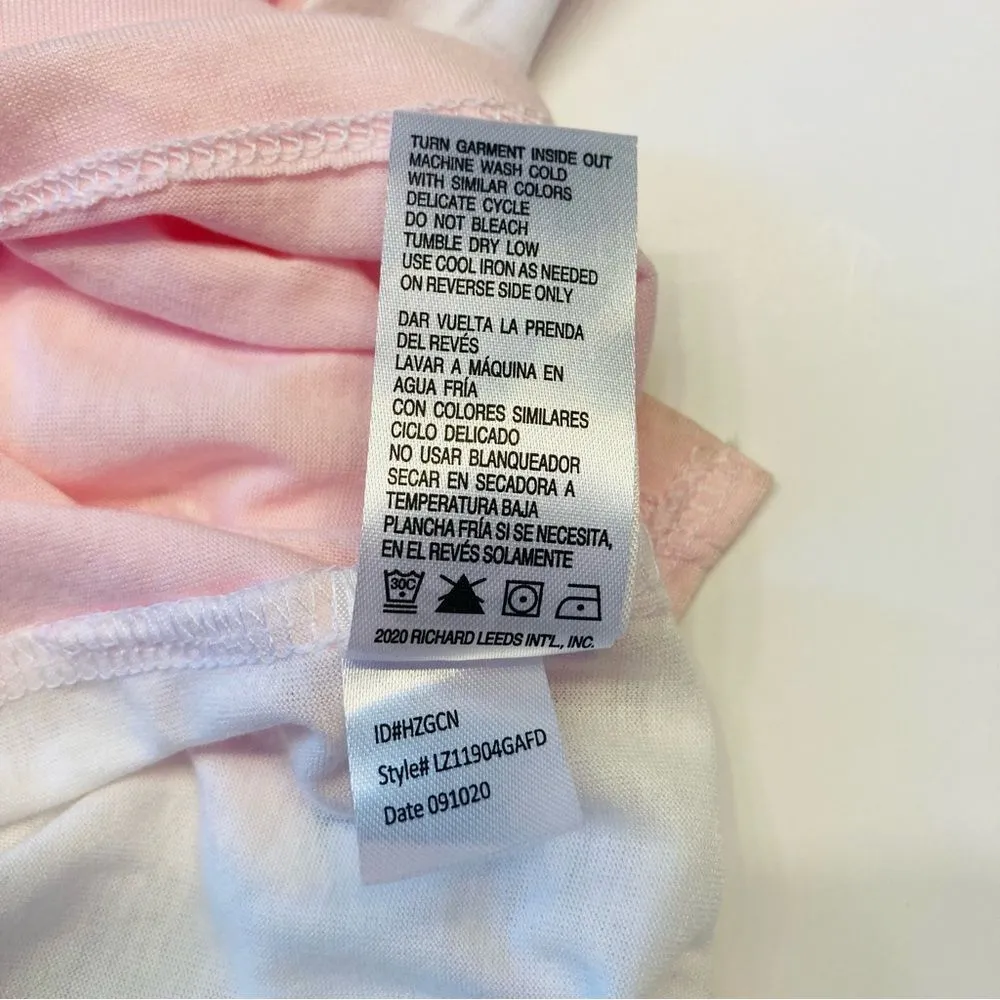 TURN GARMENT INSIDE OUT
MACHINE WASH COLD
WITH SIMILAR COLORS
DELICATE CYCLE
DO NOT BLEACH
TUMBLE DRY LOW
USE COOL IRON AS NEEDED
ON REVERSE SIDE ONLY
DAR VUELTA LA PRENDA
DEL REVÉS
LAVAR A MÁQUINA EN
AGUA FRÍA
CON COLORES SIMILARES
CICLO DELICADO
NO USAR BLANQUEADOR
SECAR EN SECADORA A
TEMPERATURA BAJA
PLANCHA FRÍA SI SE NECESITA,
EN EL REVÉS SOLAMENTE
30C
2020 RICHARD LEEDS INT'L., INC.
ID#HZGCN
Style# LZ11904GAFD
Date 091020